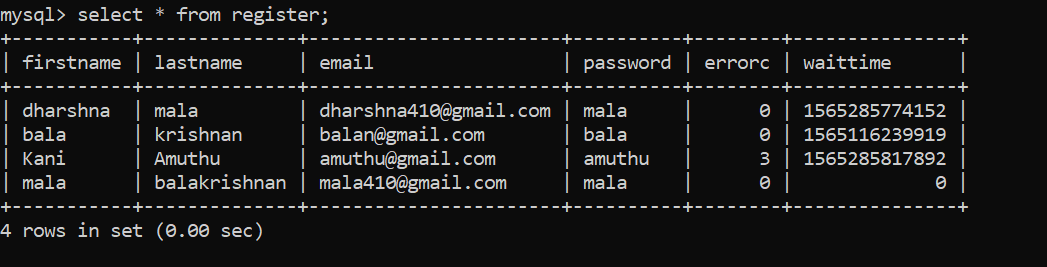 mysql> select * from register;
+-----------+--------------+-----------------------+----------+--------+---------------+
| firstname | lastname     | email                 | password | errorc | waittime      |
+-----------+--------------+-----------------------+----------+--------+---------------+
| dharshna  | mala         | dharshna410@gmail.com | mala     |      0 | 1565285774152 |
| bala      | krishnan     | balan@gmail.com       | bala     |      0 | 1565116239919 |
| Kani      | Amuthu       | amuthu@gmail.com      | amuthu   |      3 | 1565285817892 |
| mala      | balakrishnan | mala410@gmail.com     | mala     |      0 |             0 |
+-----------+--------------+-----------------------+----------+--------+---------------+
4 rows in set (0.00 sec)